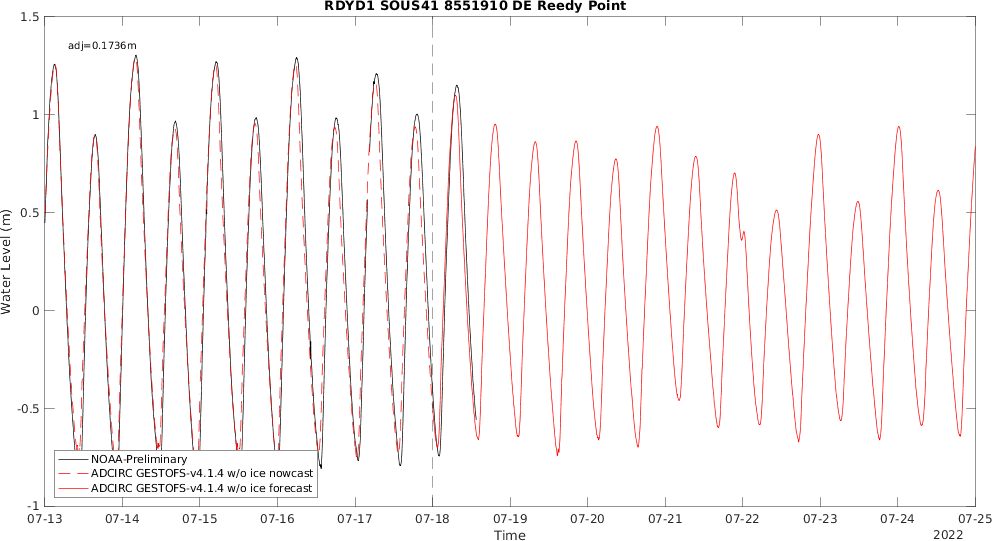 RDYD1 SOUS41 8551910 DE Reedy Point
1.5
adj=0.1736m
1
0.5
0
-0.5
-1
Water Level (m)
NOAA-Preliminary
ADCIRC GESTOFS-v4.1.4 w/o ice nowcast
ADCIRC GESTOFS-v4.1.4 w/o ice forecast
07-13 07-14 07-15 07-16 07-17 07-18 07-19 07-20 07-21 07-22 07-23 07-24 07-25
Time
2022